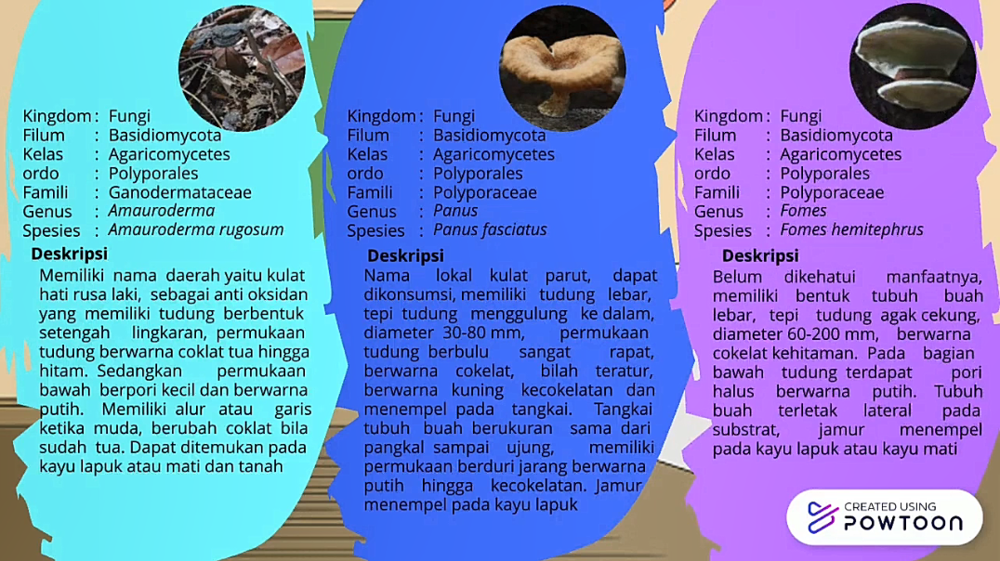 Kingdom : Fungi
Filum : Basidiomycota
Kelas : Agaricomycetes
ordo : Polyporales
Famili : Ganodermataceae
Genus : Amauroderma
Spesies : Amauroderma rugosum
Deskripsi
Memiliki nama daerah yaitu kulat
hati rusa laki, sebagai anti oksidan
yang memiliki tudung berbentuk
setengah lingkaran, permukaan
tudung berwarna coklat tua hingga
hitam. Sedangkan permukaan
bawah berpori kecil dan berwarna
putih. Memiliki alur atau garis
ketika muda, berubah coklat bila
sudah tua. Dapat ditemukan pada
kayu lapuk atau mati dan tanah
Kingdom : Fungi
Filum : Basidiomycota
Kelas : Agaricomycetes
ordo : Polyporales
Famili : Polyporaceae
Genus : Panus
Spesies : Panus fasciatus
Deskripsi
Nama lokal kulat parut, dapat
dikonsumsi, memiliki tudung lebar,
tepi tudung menggulung ke dalam,
diameter 30-80 mm, permukaan
tudung berbulu sangat rapat,
berwarna cokelat, bilah teratur,
berwarna kuning kecokelatan dan
menempel pada tangkai. Tangkai
tubuh buah berukuran sama dari
pangkal sampai ujung, memiliki
permukaan berduri jarang berwarna
putih hingga kecokelatan. Jamur
menempel pada kayu lapuk
Kingdom : Fungi
Filum : Basidiomycota
Kelas : Agaricomycetes
ordo : Polyporales
Famili : Polyporaceae
Genus : Fomes
Spesies : Fomes hemitephrus
Deskripsi
Belum dikehatui manfaatnya,
memiliki bentuk tubuh buah
lebar, tepi tudung agak cekung,
diameter 60-200 mm, berwarna
cokelat kehitaman. Pada bagian
bawah tudung terdapat pori
halus berwarna putih. Tubuh
buah terletak lateral pada
substrat, jamur menempel
pada kayu lapuk atau kayu mati
CREATED USING
POWTOON